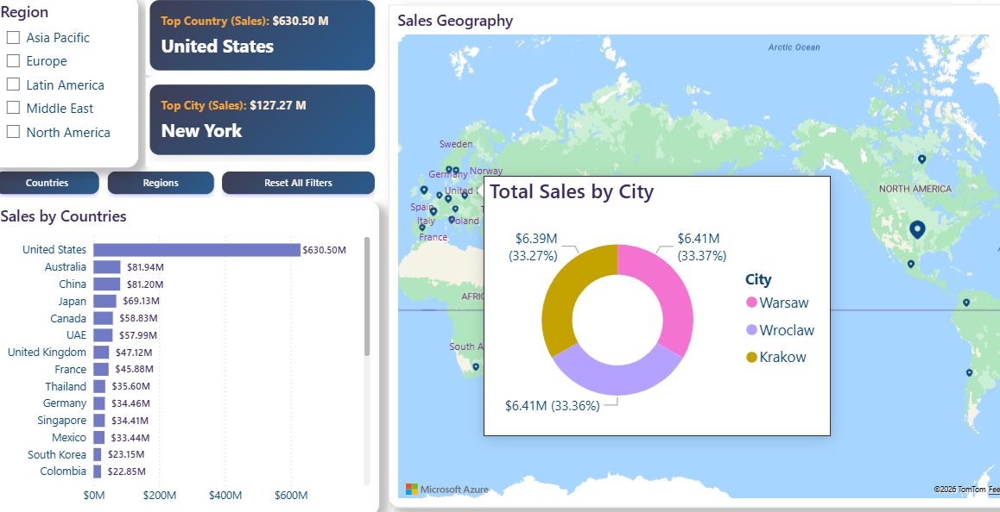 Region
Asia Pacific
Europe
Latin America
Middle East
North America
Top Country (Sales): $630.50 M
United States
Top City (Sales): $127.27 M
New York
Countries
Regions
Reset All Filters
Sales by Countries
United States $630.50M
Australia $81.94M
China $81.20M
Japan $69.13M
Canada $58.83M
UAE $57.99M
United Kingdom $47.12M
France $45.88M
Thailand $35.60M
Germany $34.46M
Singapore $34.41M
Mexico $33.44M
South Korea $23.15M
Colombia $22.85M
$0M $200M $400M $600M
Sales Geography
Arctic Ocean
Sweden
Germany Norway
United
Spain
Italy Poland
France
NORTH AMERICA
AFRIC
South A
Total Sales by City
$6.39M
(33.27%)
$6.41M
(33.37%)
$6.41M (33.36%)
City
Warsaw
Wroclaw
Krakow
Microsoft Azure
©2026 TomTom Fee